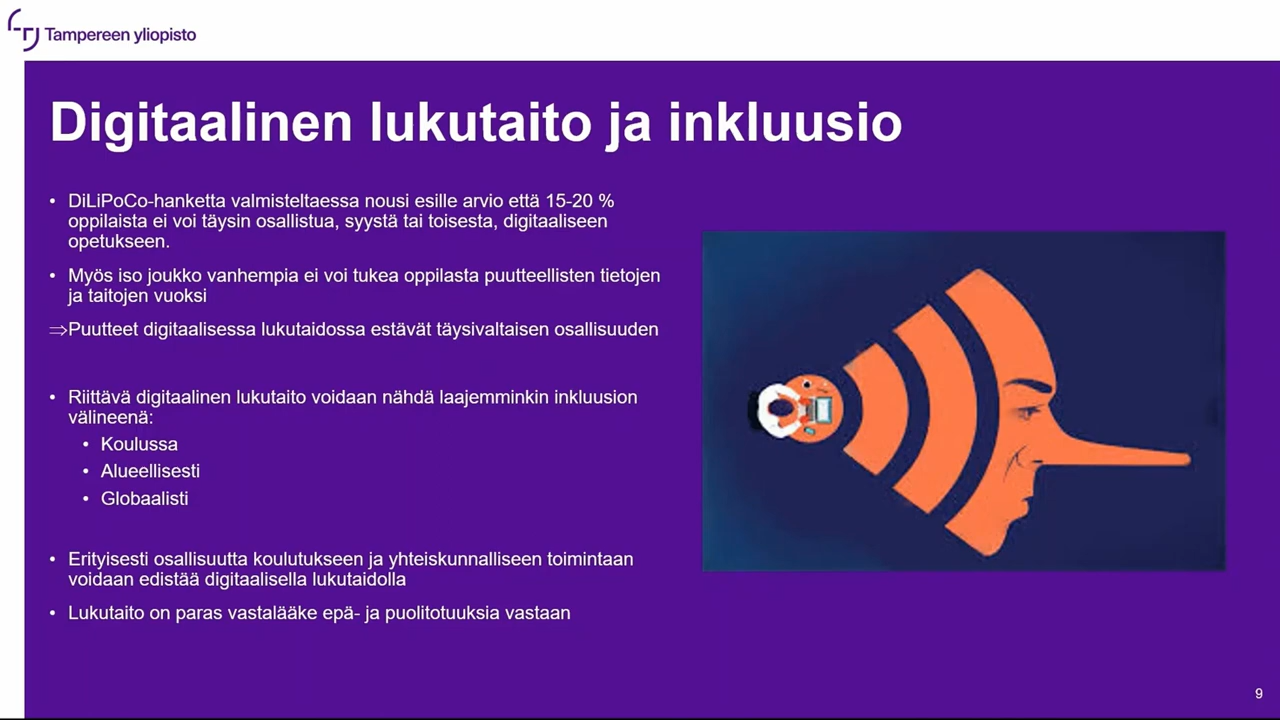 Tampereen yliopisto
Digitaalinen lukutaito ja inkluusio
• DiLiPoCo-hanketta valmisteltaessa nousi esille arvio että 15-20 %
oppilaista ei voi täysin osallistua, syystä tai toisesta, digitaaliseen
opetukseen.
• Myös iso joukko vanhempia ei voi tukea oppilasta puutteellisten tietojen
ja taitojen vuoksi
⇒Puutteet digitaalisessa lukutaidossa estävät täysivaltaisen osallisuuden
• Riittävä digitaalinen lukutaito voidaan nähdä laajemminkin inkluusion
välineenä:
• Koulussa
• Alueellisesti
• Globaalisti
• Erityisesti osallisuutta koulutukseen ja yhteiskunnalliseen toimintaan
voidaan edistää digitaalisella lukutaidolla
• Lukutaito on paras vastalääke epä- ja puolitotuuksia vastaan
9